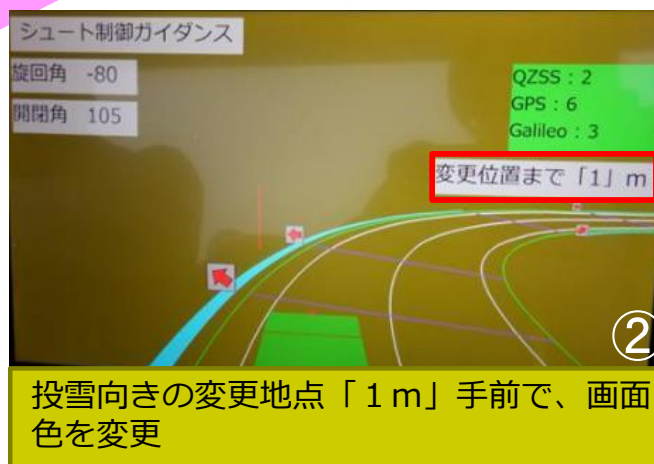 シュート制御ガイダンス
旋回角 -80
開閉角 105
QZSS : 2
GPS : 6
Galileo : 3
変更位置まで「1」m
②
投雪向きの変更地点「１ｍ」手前で、画面
色を変更